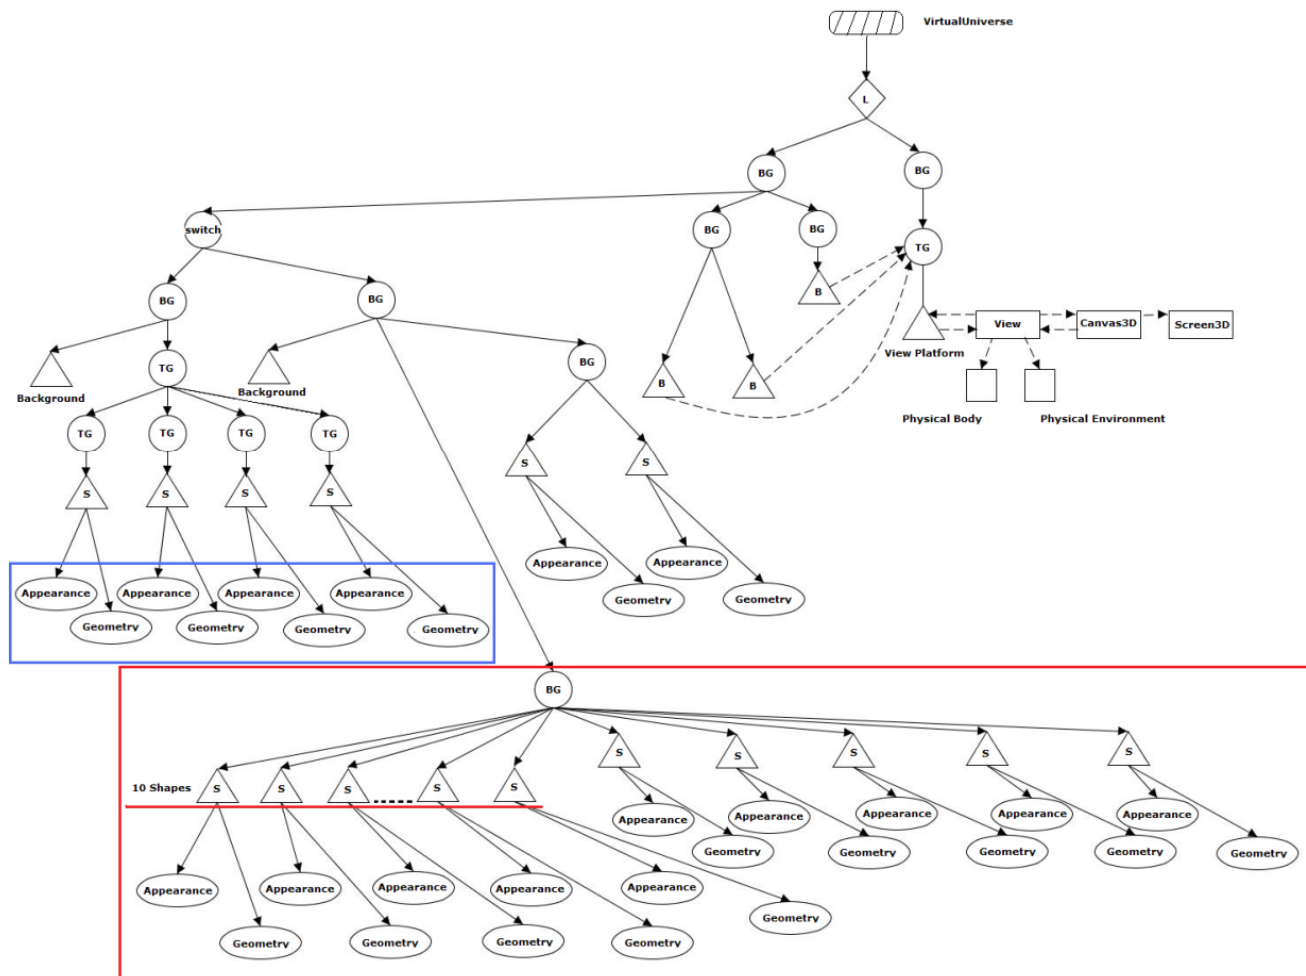 VirtualUniverse
L
BG
BG
switch
BG
BG
TG
B
BG
BG
View
Canvas3D
Screen3D
View Platform
BG
TG
Background
Background
B
B
Physical Body
Physical Environment
TG
TG
TG
TG
S
S
S
S
S
S
Appearance
Appearance
Appearance
Appearance
Appearance
Appearance
Geometry
Geometry
Geometry
Geometry
Geometry
Geometry
BG
S
S
S
S
S
10 Shapes
S
S
S
S
S
Appearance
Appearance
Appearance
Appearance
Appearance
Geometry
Geometry
Geometry
Geometry
Geometry
Appearance
Appearance
Appearance
Appearance
Appearance
Geometry
Geometry
Geometry
Geometry
Geometry